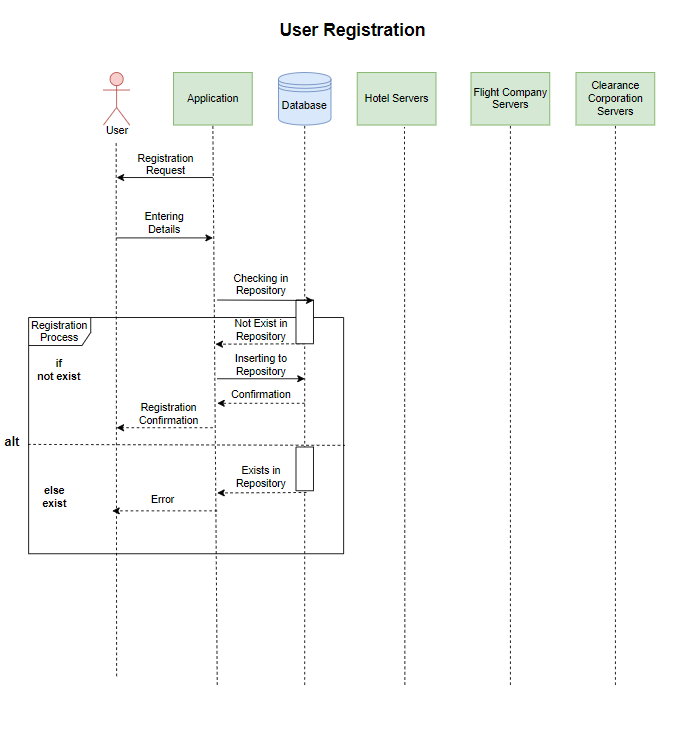 User Registration
User
Application
Database
Hotel Servers
Flight Company
Servers
Clearance
Corporation
Servers
Registration
Request
Entering
Details
Checking in
Repository
Registration
Process
Not Exist in
Repository
if
not exist
Inserting to
Repository
Confirmation
Registration
Confirmation
alt
else
exist
Exists in
Repository
Error